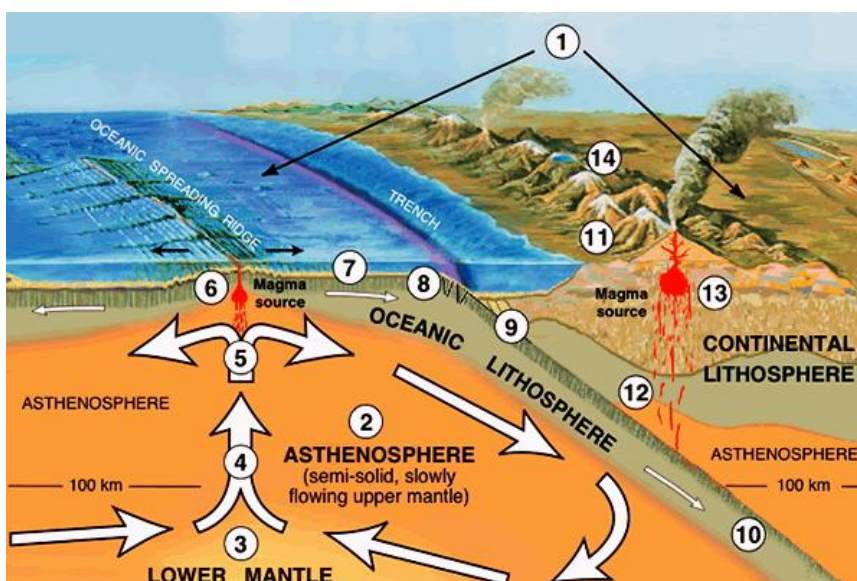 1
OCEANIC SPREADING RIDGE
TRENCH
14
11
6
Magma
source
7
8
9
Magma
source
13
5
OCEANIC
LITHOSPHERE
12
CONTINENTAL
LITHOSPHERE
ASTHENOSPHERE
2
ASTHENOSPHERE
(semi-solid, slowly
flowing upper mantle)
ASTHENOSPHERE
4
100 km
100 km
10
3
LOWER MANTLE